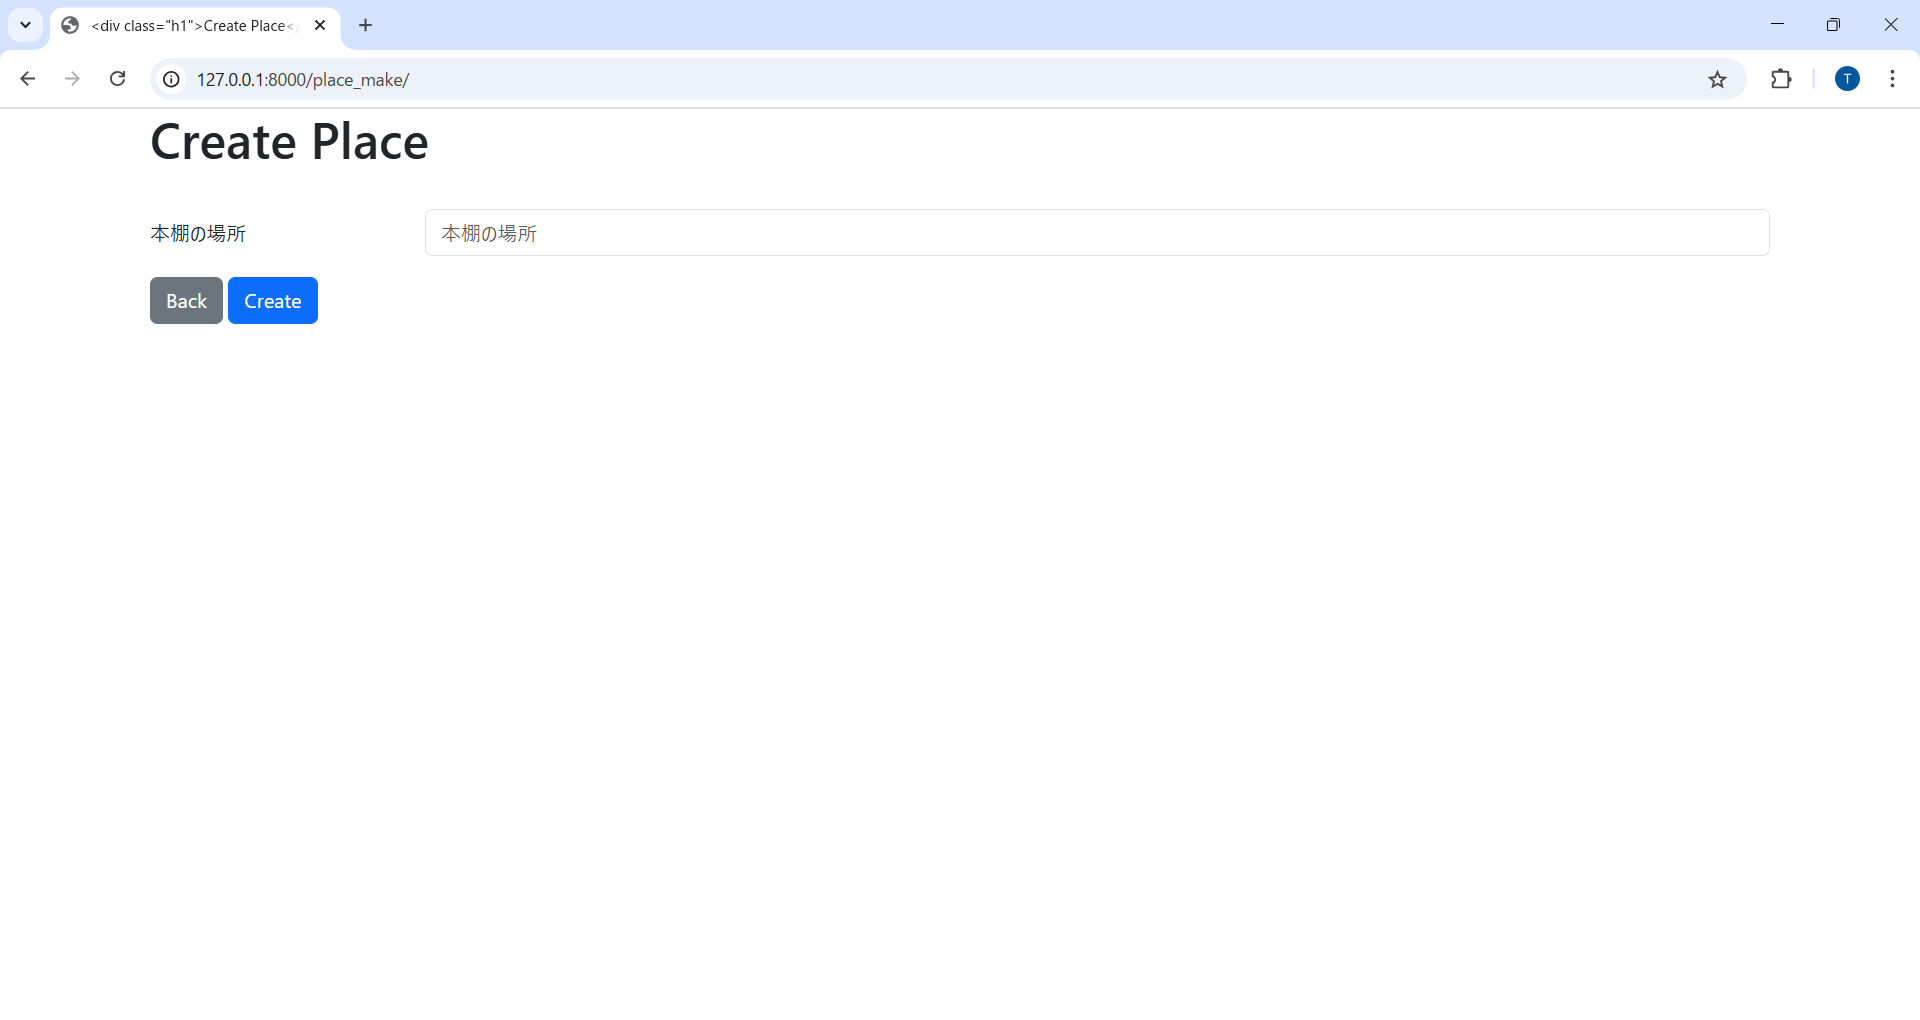 <div class="h1">Create Place<
127.0.0.1:8000/place_make/
T
Create Place
本棚の場所
本棚の場所
Back Create